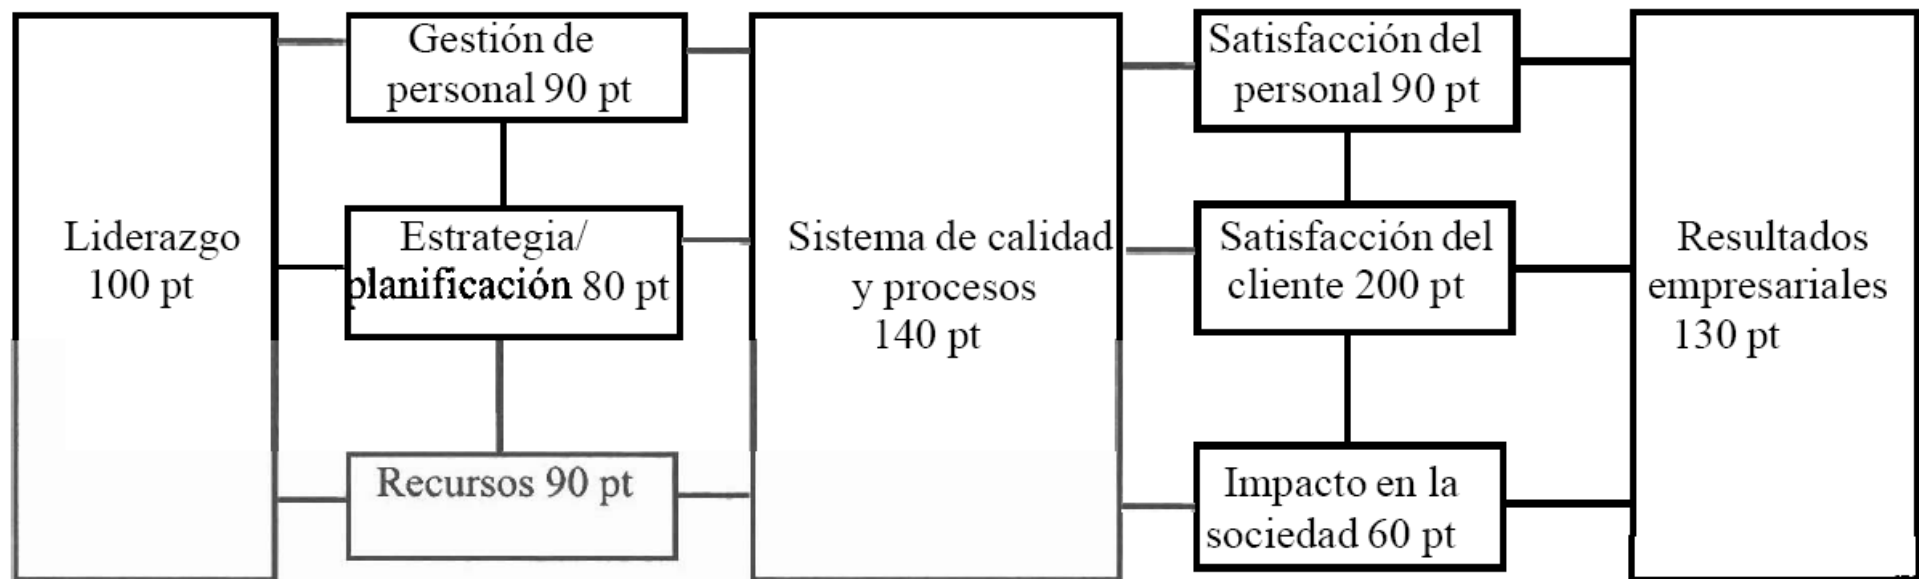 Liderazgo
100 pt
Gestión de
personal 90 pt
Estrategia/
planificación 80 pt
Recursos 90 pt
Sistema de calidad
y procesos
140 pt
Satisfacción del
personal 90 pt
Satisfacción del
cliente 200 pt
Impacto en la
sociedad 60 pt
Resultados
empresariales
130 pt